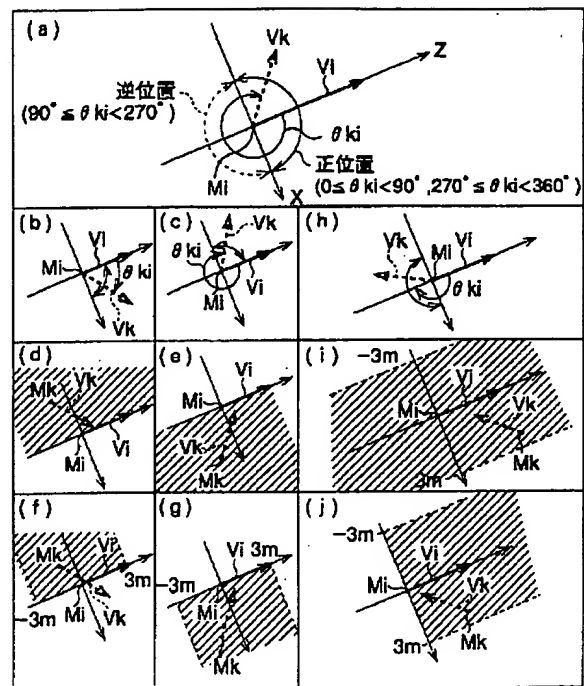 (a)
Vk
Z
Vi
逆位置
(90°≦θki<270°)
θki
正位置
Mi
X
(0≦θki<90°,270°≦θki<360°)
(b)
Vi
Mi
θki
Vk
(c)
Vk
θki
Vi
Mi
(h)
Vk
Mi
Vi
θki
(d)
Mk
Vk
Mi
Vi
(e)
Vi
Mi
Vk
Mk
(i)
-3m
Vi
Mi
Vk
3m
Mk
(f)
Mk
Vi
3m
-3m
Mi
Vk
(g)
Vi
3m
-3m
Mi
Mk
(j)
-3m
Vi
Mi
Vk
3m
Mk